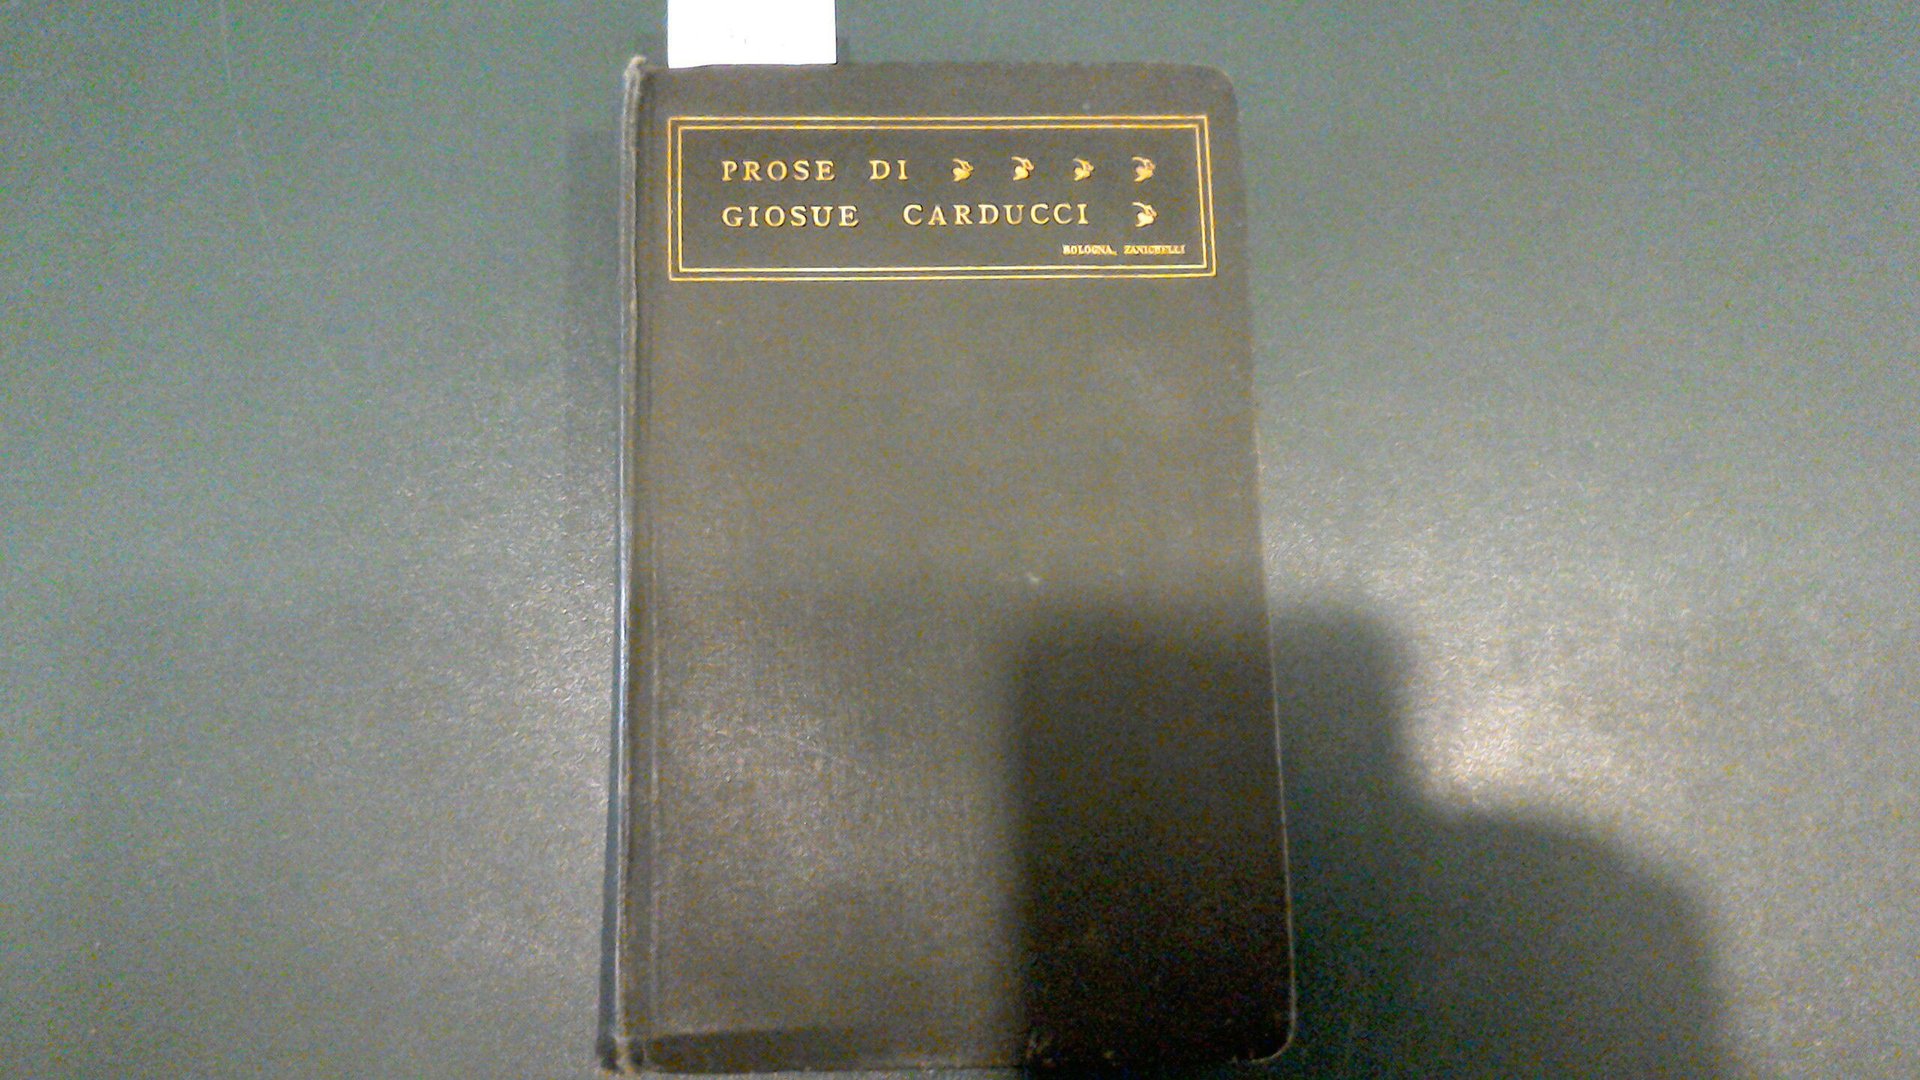 PROSE DI
GIOSUE CARDUCCI
BOLOGNA, ZANICHELLI